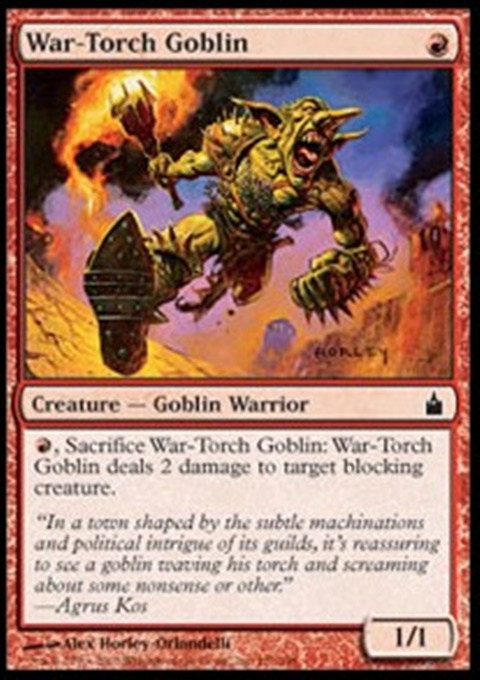 War-Torch Goblin
HORLEY
Creature — Goblin Warrior
, Sacrifice War-Torch Goblin: War-Torch
Goblin deals 2 damage to target blocking
creature.
"In a town shaped by the subtle machinations
and political intrigue of its guilds, it's reassuring
to see a goblin waving his torch and screaming
about some nonsense or other."
—Agrus Kos
Alex Horley-Orlandelli
1/1